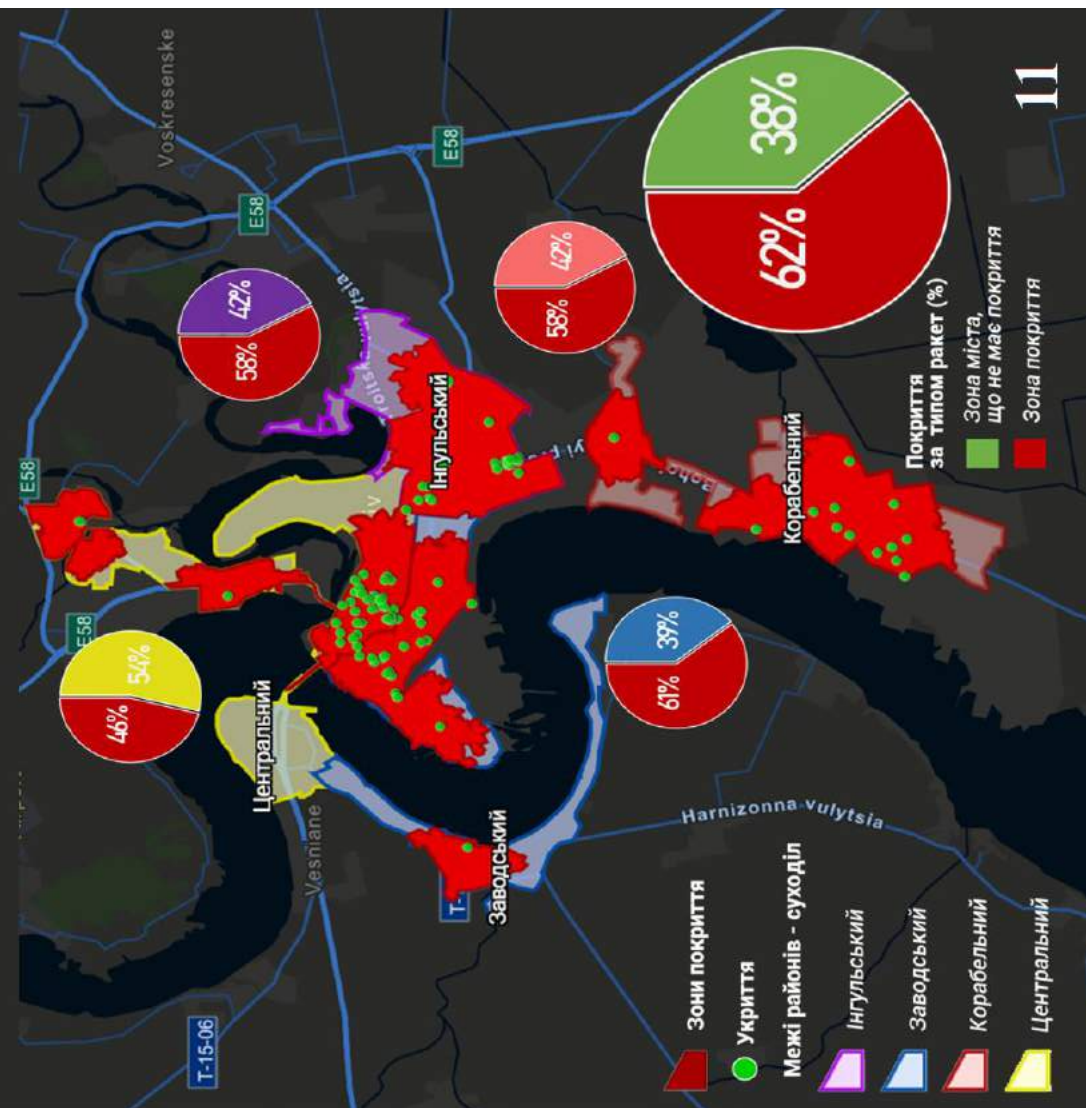 Voskresenske
E58
E58
E58
E58
42%
58%
42%
58%
54%
46%
39%
61%
38%
62%
Інгульський
Центральний
Корабельний
Заводський
Vesniane
Harnizonna vulytsia
T-15-06
T-
Зони покриття
Укриття
Межі районів - суходіл
Інгульський
Заводський
Корабельний
Центральний
Покриття
за типом ракет (%)
Зона міста,
що не має покриття
Зона покриття
11